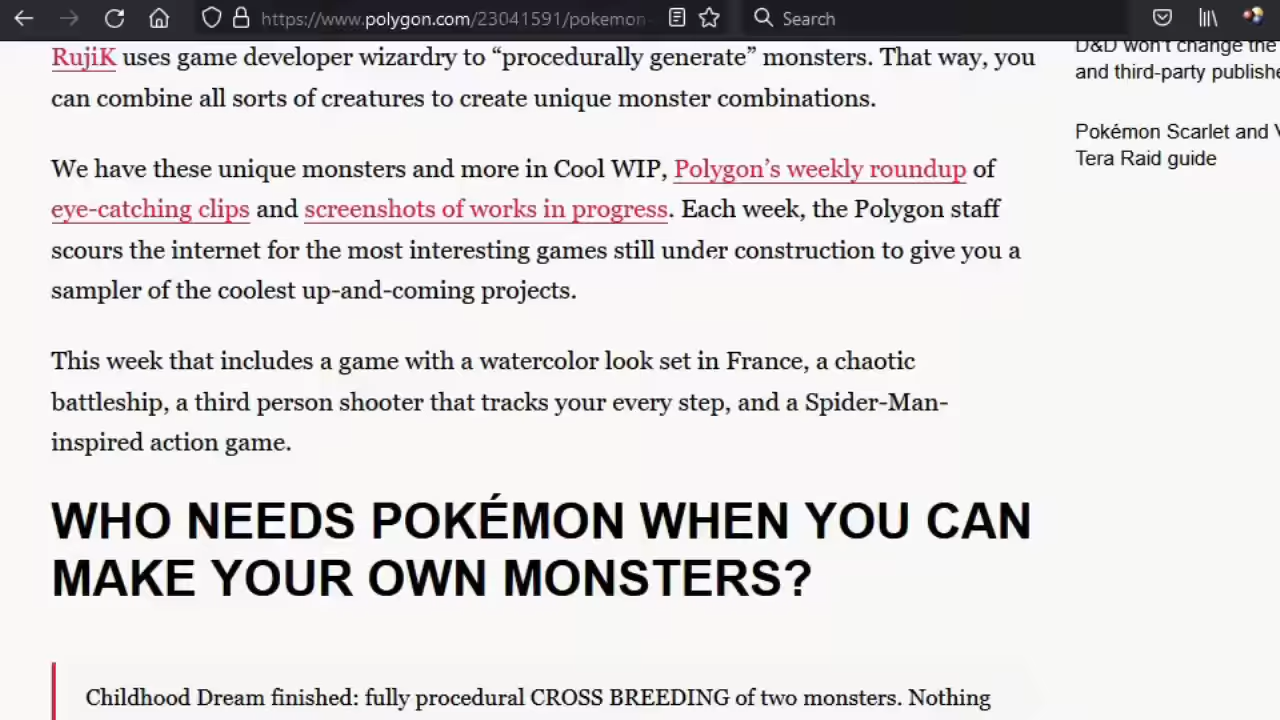 https://www.polygon.com/23041591/pokemon-
Search
RujiK uses game developer wizardry to “procedurally generate” monsters. That way, you
can combine all sorts of creatures to create unique monster combinations.
We have these unique monsters and more in Cool WIP, Polygon’s weekly roundup of
eye-catching clips and screenshots of works in progress. Each week, the Polygon staff
scours the internet for the most interesting games still under construction to give you a
sampler of the coolest up-and-coming projects.
This week that includes a game with a watercolor look set in France, a chaotic
battleship, a third person shooter that tracks your every step, and a Spider-Man-
inspired action game.
WHO NEEDS POKÉMON WHEN YOU CAN
MAKE YOUR OWN MONSTERS?
Childhood Dream finished: fully procedural CROSS BREEDING of two monsters. Nothing
D&D won’t change the
and third-party publishe
Pokémon Scarlet and V
Tera Raid guide